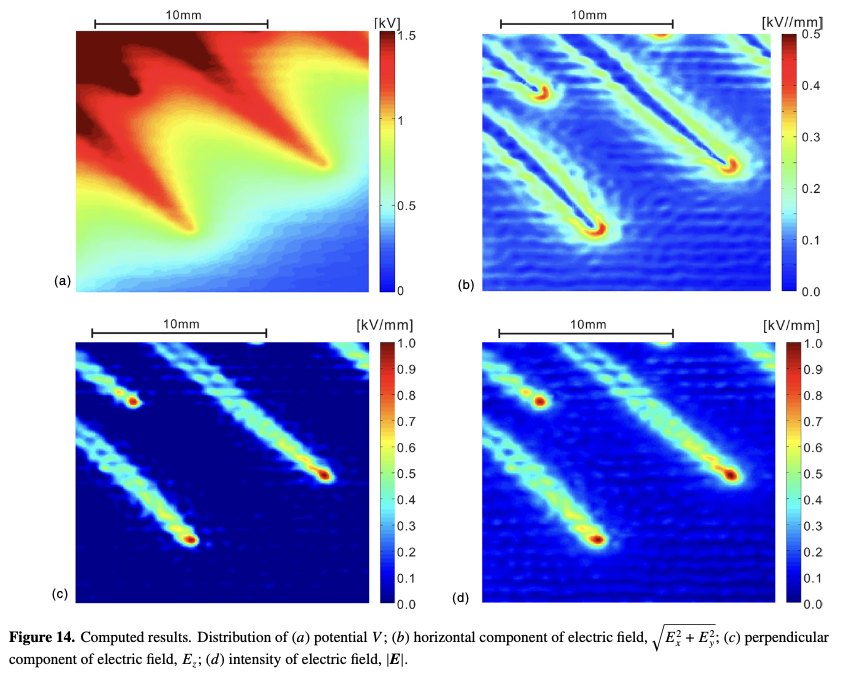 10mm
[kV]
1.5
1
0.5
0
(a)
10mm
[kV//mm]
0.5
0.4
0.3
0.2
0.1
0.0
(b)
10mm
[kV/mm]
1.0
0.9
0.8
0.7
0.6
0.5
0.4
0.3
0.2
0.1
0.0
(c)
10mm
[kV/mm]
1.0
0.9
0.8
0.7
0.6
0.5
0.4
0.3
0.2
0.1
0.0
(d)
Figure 14. Computed results. Distribution of (a) potential V; (b) horizontal component of electric field, √(E_x^2 + E_y^2); (c) perpendicular
component of electric field, E_z; (d) intensity of electric field, |E|.